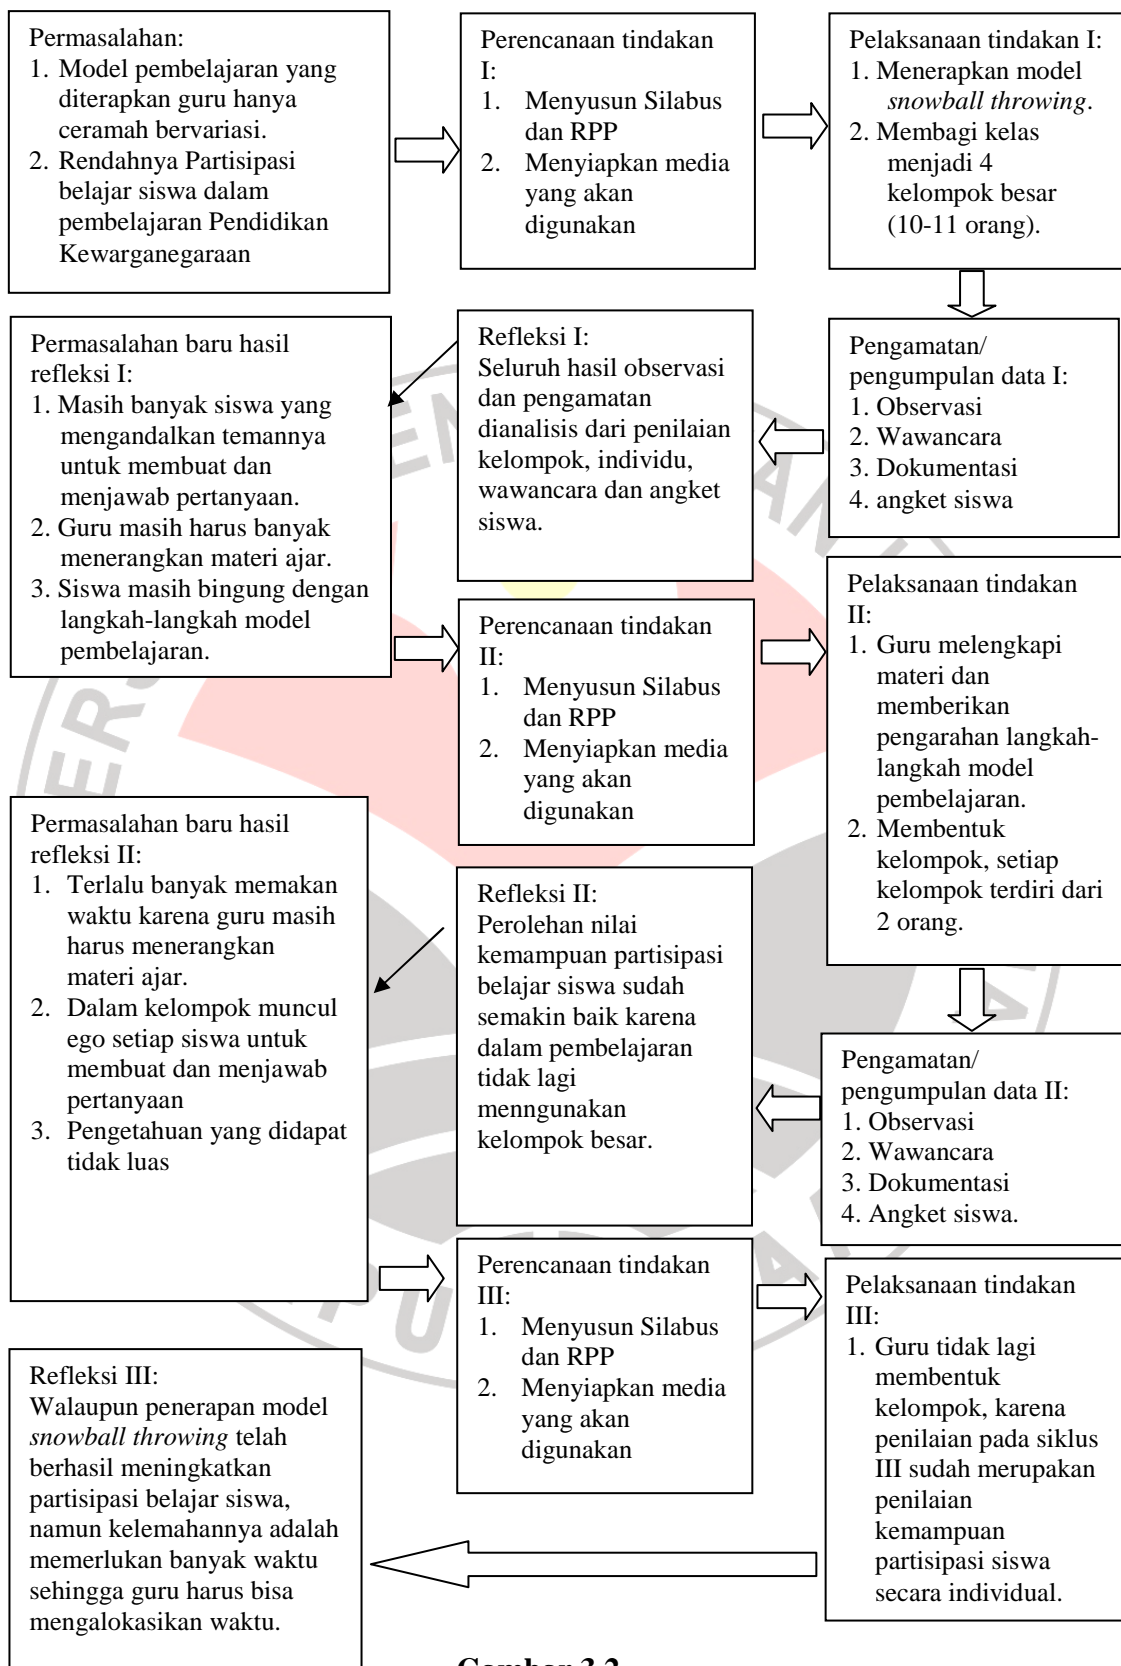 Permasalahan:
1. Model pembelajaran yang
diterapkan guru hanya
ceramah bervariasi.
2. Rendahnya Partisipasi
belajar siswa dalam
pembelajaran Pendidikan
Kewarganegaraan
Perencanaan tindakan
I:
1. Menyusun Silabus
dan RPP
2. Menyiapkan media
yang akan
digunakan
Pelaksanaan tindakan I:
1. Menerapkan model
snowball throwing.
2. Membagi kelas
menjadi 4
kelompok besar
(10-11 orang).
Pengamatan/
pengumpulan data I:
1. Observasi
2. Wawancara
3. Dokumentasi
4. angket siswa
Refleksi I:
Seluruh hasil observasi
dan pengamatan
dianalisis dari penilaian
kelompok, individu,
wawancara dan angket
siswa.
Permasalahan baru hasil
refleksi I:
1. Masih banyak siswa yang
mengandalkan temannya
untuk membuat dan
menjawab pertanyaan.
2. Guru masih harus banyak
menerangkan materi ajar.
3. Siswa masih bingung dengan
langkah-langkah model
pembelajaran.
Perencanaan tindakan
II:
1. Menyusun Silabus
dan RPP
2. Menyiapkan media
yang akan
digunakan
Pelaksanaan tindakan
II:
1. Guru melengkapi
materi dan
memberikan
pengarahan langkah-
langkah model
pembelajaran.
2. Membentuk
kelompok, setiap
kelompok terdiri dari
2 orang.
Pengamatan/
pengumpulan data II:
1. Observasi
2. Wawancara
3. Dokumentasi
4. Angket siswa.
Refleksi II:
Perolehan nilai
kemampuan partisipasi
belajar siswa sudah
semakin baik karena
dalam pembelajaran
tidak lagi
menngunakan
kelompok besar.
Permasalahan baru hasil
refleksi II:
1. Terlalu banyak memakan
waktu karena guru masih
harus menerangkan
materi ajar.
2. Dalam kelompok muncul
ego setiap siswa untuk
membuat dan menjawab
pertanyaan
3. Pengetahuan yang didapat
tidak luas
Perencanaan tindakan
III:
1. Menyusun Silabus
dan RPP
2. Menyiapkan media
yang akan
digunakan
Pelaksanaan tindakan
III:
1. Guru tidak lagi
membentuk
kelompok, karena
penilaian pada siklus
III sudah merupakan
penilaian
kemampuan
partisipasi siswa
secara individual.
Refleksi III:
Walaupun penerapan model
snowball throwing telah
berhasil meningkatkan
partisipasi belajar siswa,
namun kelemahannya adalah
memerlukan banyak waktu
sehingga guru harus bisa
mengalokasikan waktu.
Gambar 3.2